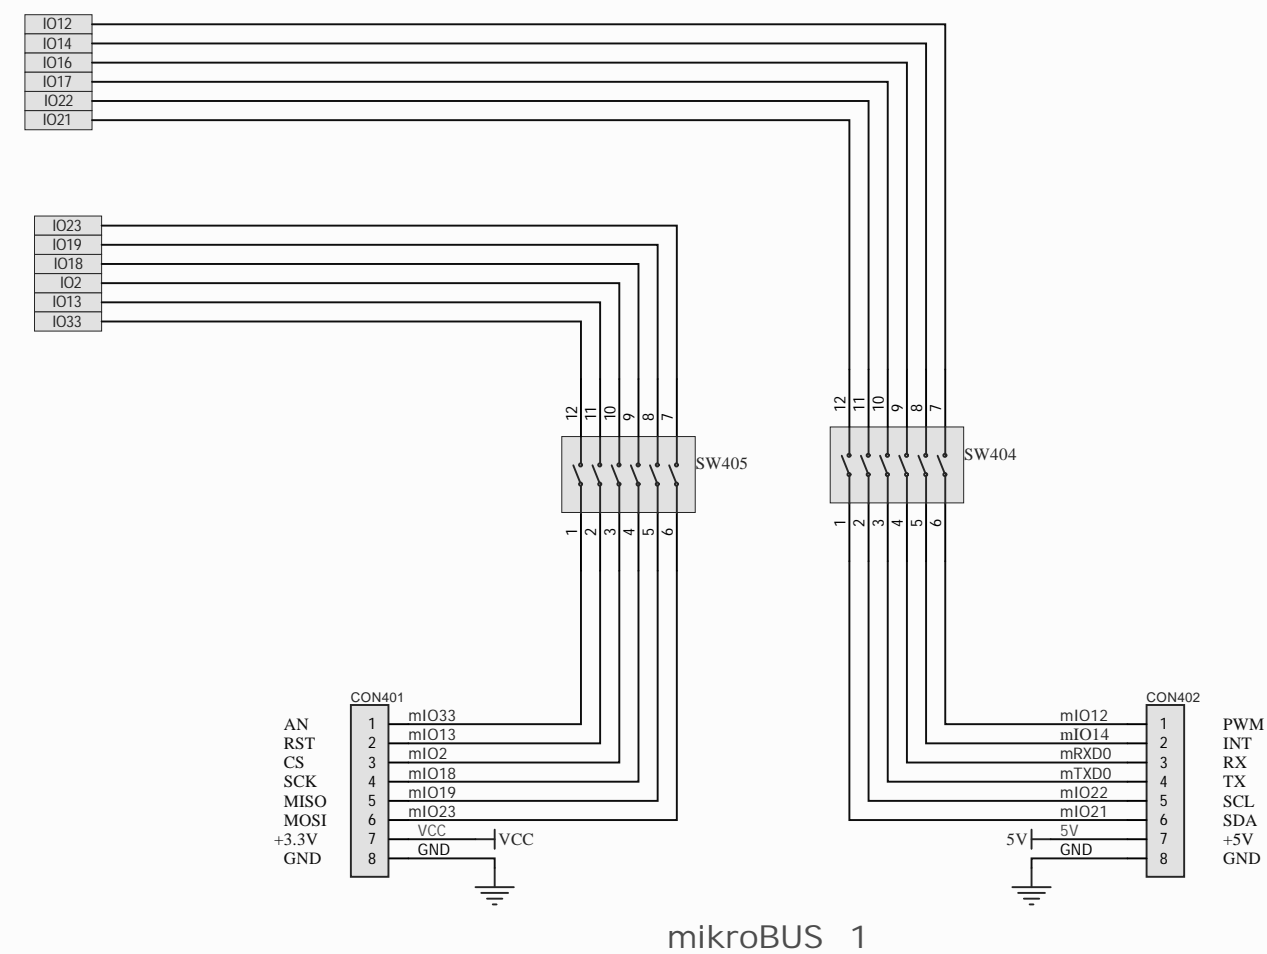 IO12
IO14
IO16
IO17
IO22
IO21
IO23
IO19
IO18
IO2
IO13
IO33
12 11 10 9 8 7
SW405
1 2 3 4 5 6
12 11 10 9 8 7
SW404
1 2 3 4 5 6
CON401
AN 1 mIO33
RST 2 mIO13
CS 3 mIO2
SCK 4 mIO18
MISO 5 mIO19
MOSI 6 mIO23
+3.3V 7 VCC VCC
GND 8 GND
CON402
mIO12 1 PWM
mIO14 2 INT
mRXD0 3 RX
mTXD0 4 TX
mIO22 5 SCL
mIO21 6 SDA
5V 5V 7 +5V
GND 8 GND
mikroBUS 1